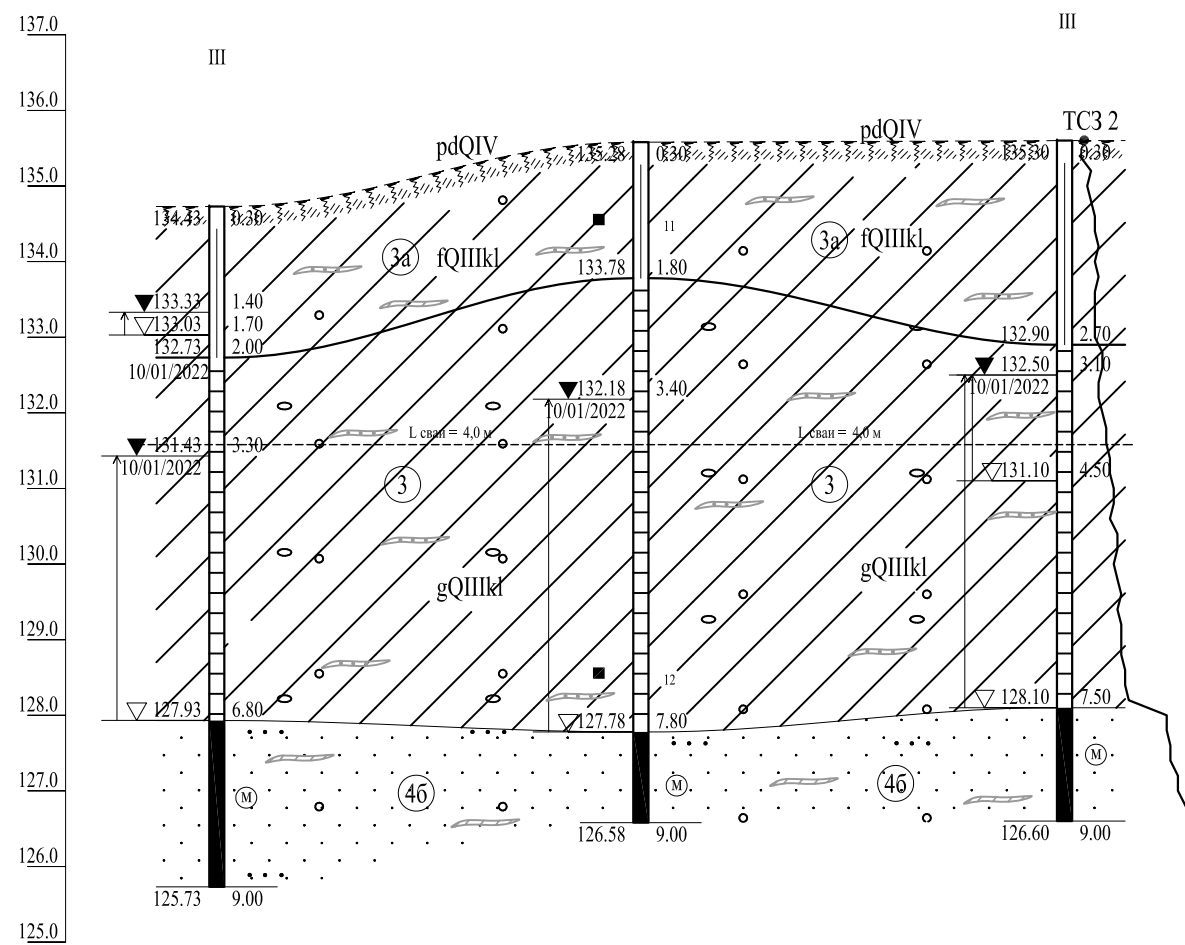 137.0
III
III
136.0
ТСЗ 2
pdQIV
pdQIV
135.28 0.30
135.30 0.30
135.0
134.43 0.30
11
3а fQIIIkl
3а fQIIIkl
134.0
133.78 1.80
133.33 1.40
133.03 1.70
133.0
132.90 2.70
132.73 2.00
10/01/2022
132.50 3.10
10/01/2022
132.18 3.40
10/01/2022
132.0
L сваи = 4,0 м
L сваи = 4,0 м
131.43 3.30
10/01/2022
131.10 4.50
131.0
3
3
130.0
gQIIIkl
gQIIIkl
129.0
12
128.0
127.93 6.80
127.78 7.80
128.10 7.50
м
127.0
м
4б
м
4б
126.58 9.00
126.60 9.00
126.0
125.73 9.00
125.0